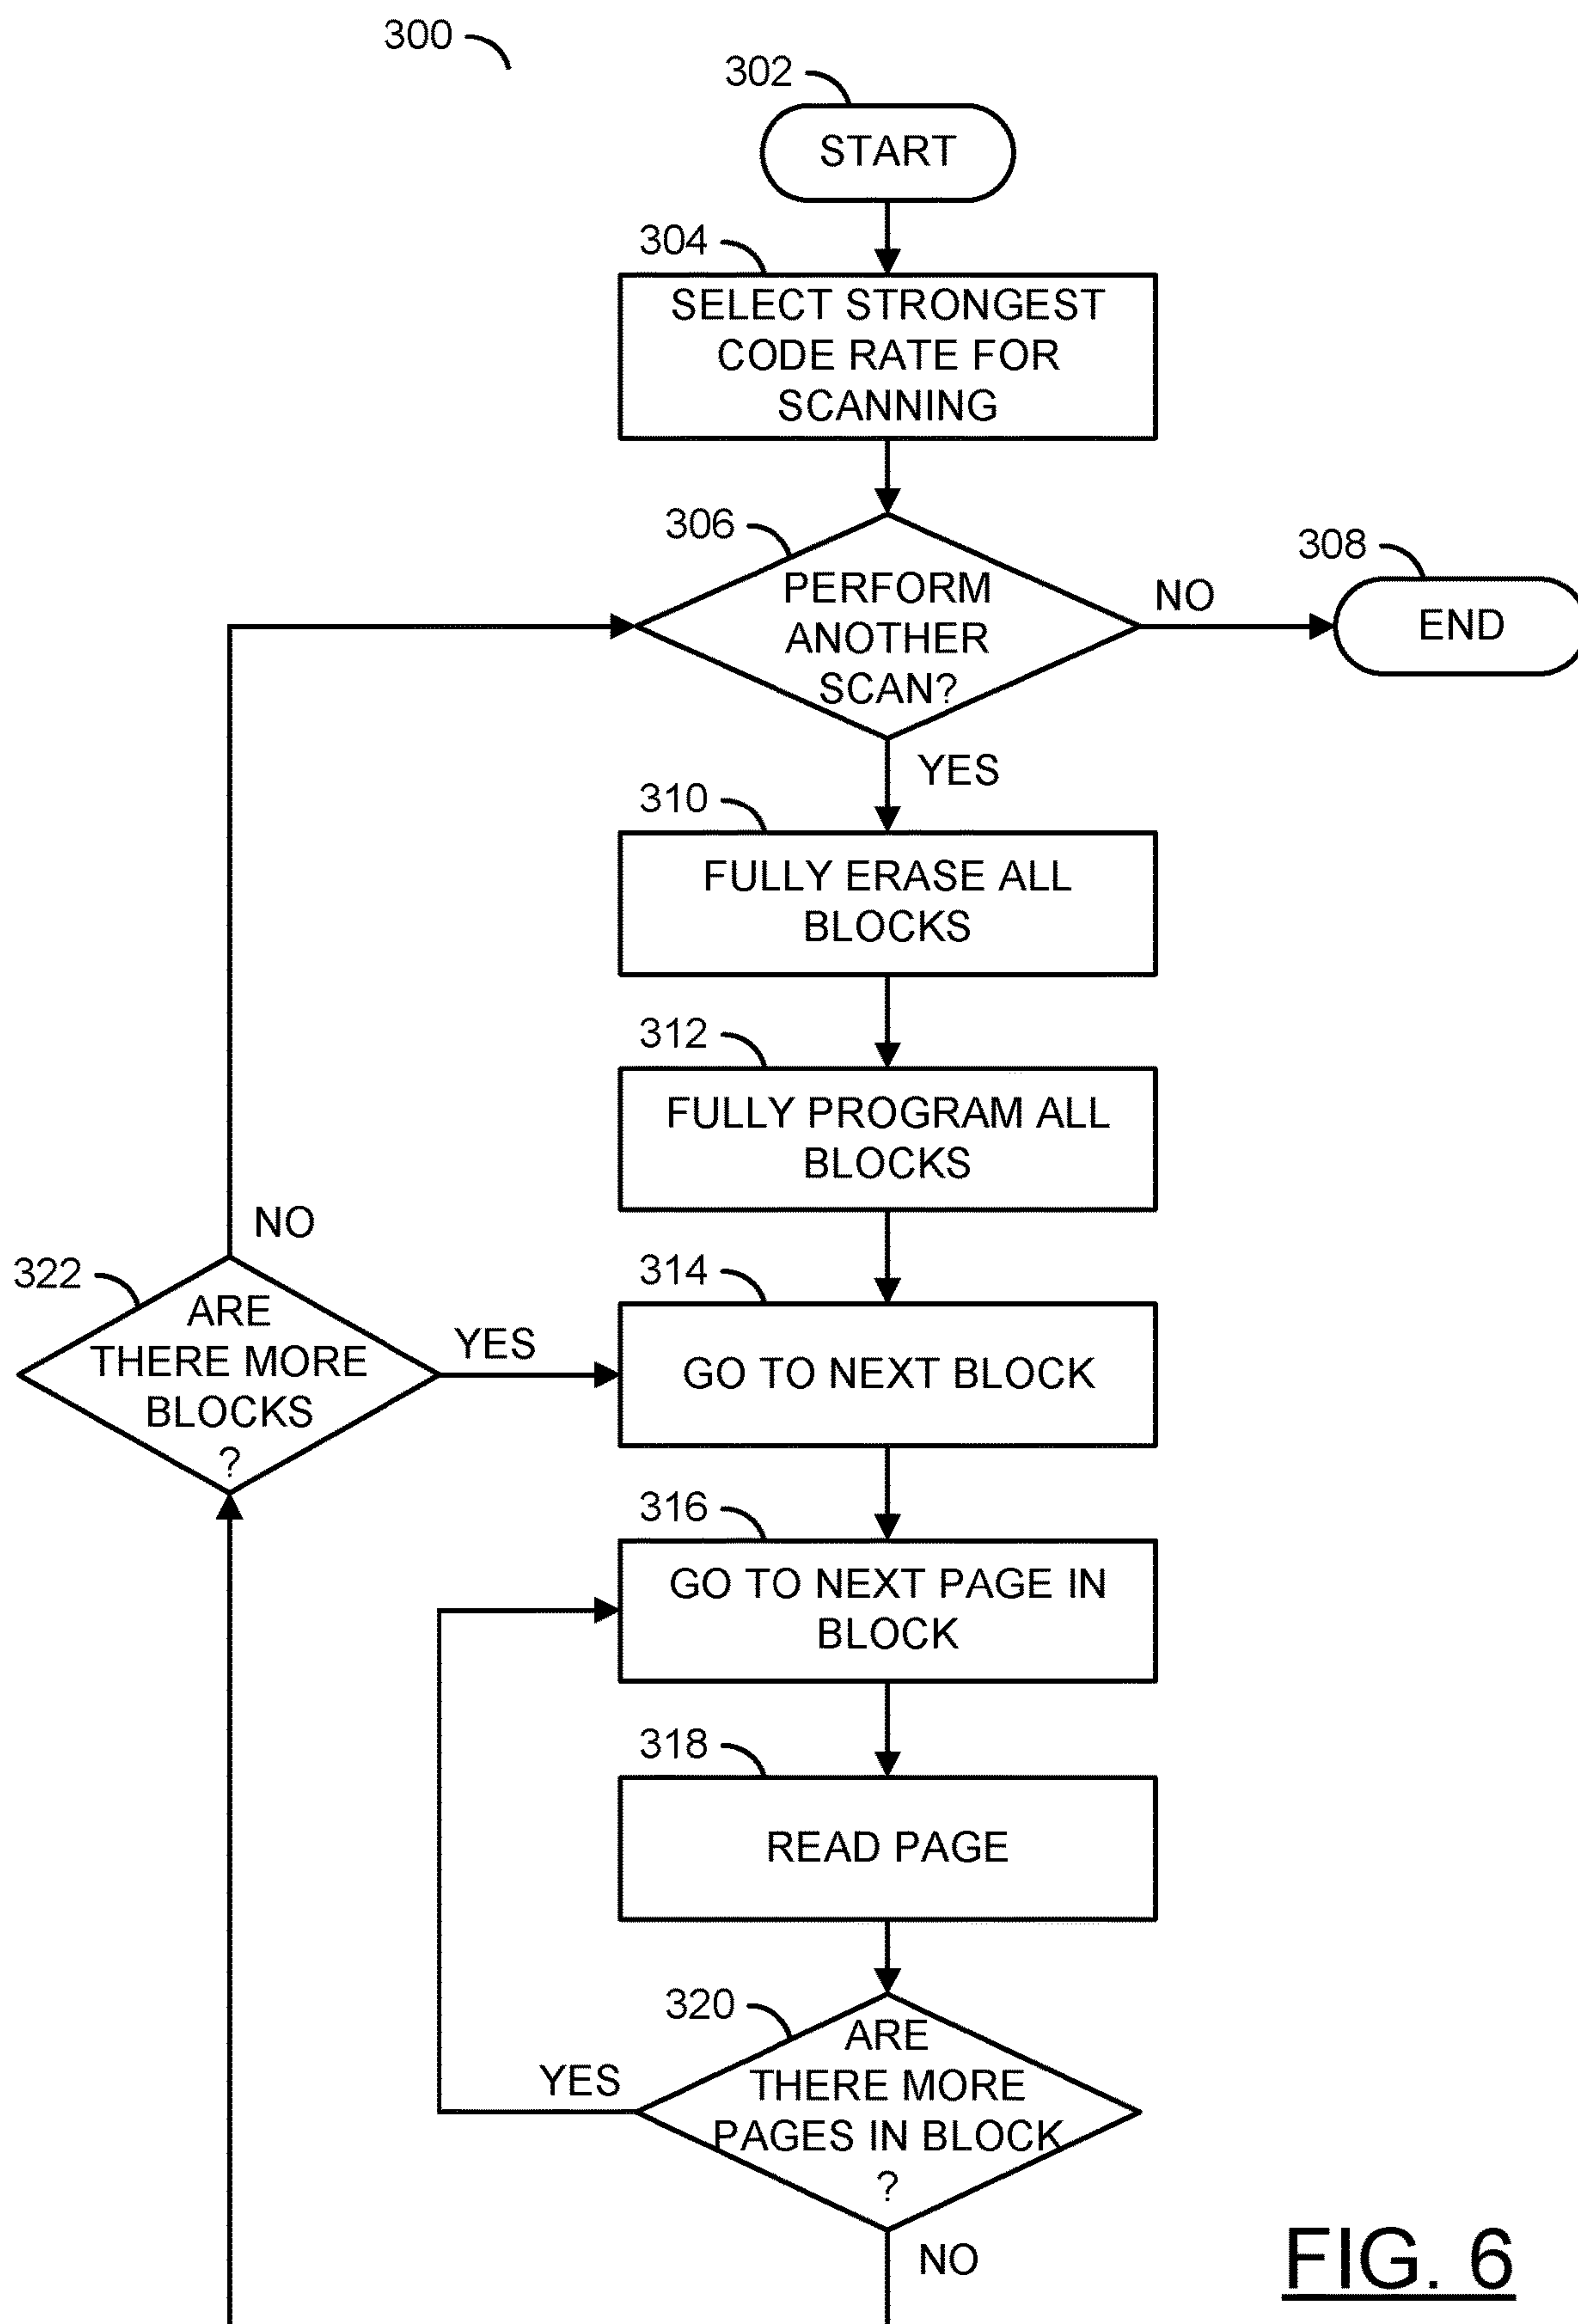 300
302
START
304
SELECT STRONGEST
CODE RATE FOR
SCANNING
306
PERFORM
ANOTHER
SCAN?
NO
308
END
YES
310
FULLY ERASE ALL
BLOCKS
312
FULLY PROGRAM ALL
BLOCKS
NO
322
ARE
THERE MORE
BLOCKS
?
YES
314
GO TO NEXT BLOCK
316
GO TO NEXT PAGE IN
BLOCK
318
READ PAGE
320
ARE
THERE MORE
PAGES IN BLOCK
?
YES
NO
FIG. 6